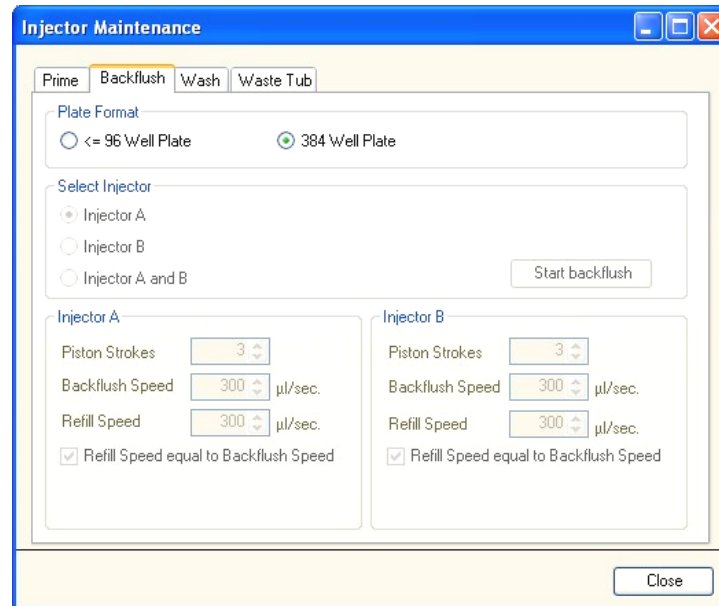 Injector Maintenance
Prime Backflush Wash Waste Tub
Plate Format
<= 96 Well Plate 384 Well Plate
Select Injector
Injector A
Injector B
Injector A and B Start backflush
Injector A Injector B
Piston Strokes 3 Piston Strokes 3
Backflush Speed 300 µl/sec. Backflush Speed 300 µl/sec.
Refill Speed 300 µl/sec. Refill Speed 300 µl/sec.
Refill Speed equal to Backflush Speed Refill Speed equal to Backflush Speed
Close